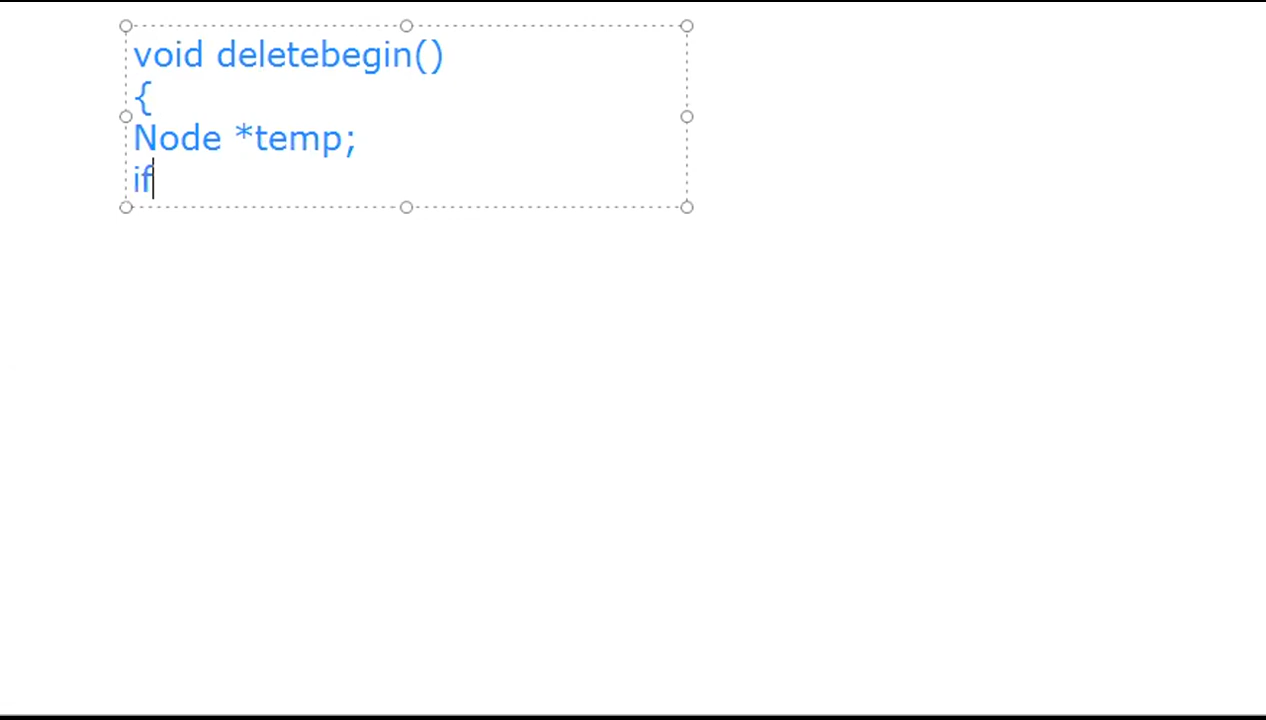 void deletebegin()
{
Node *temp;
if